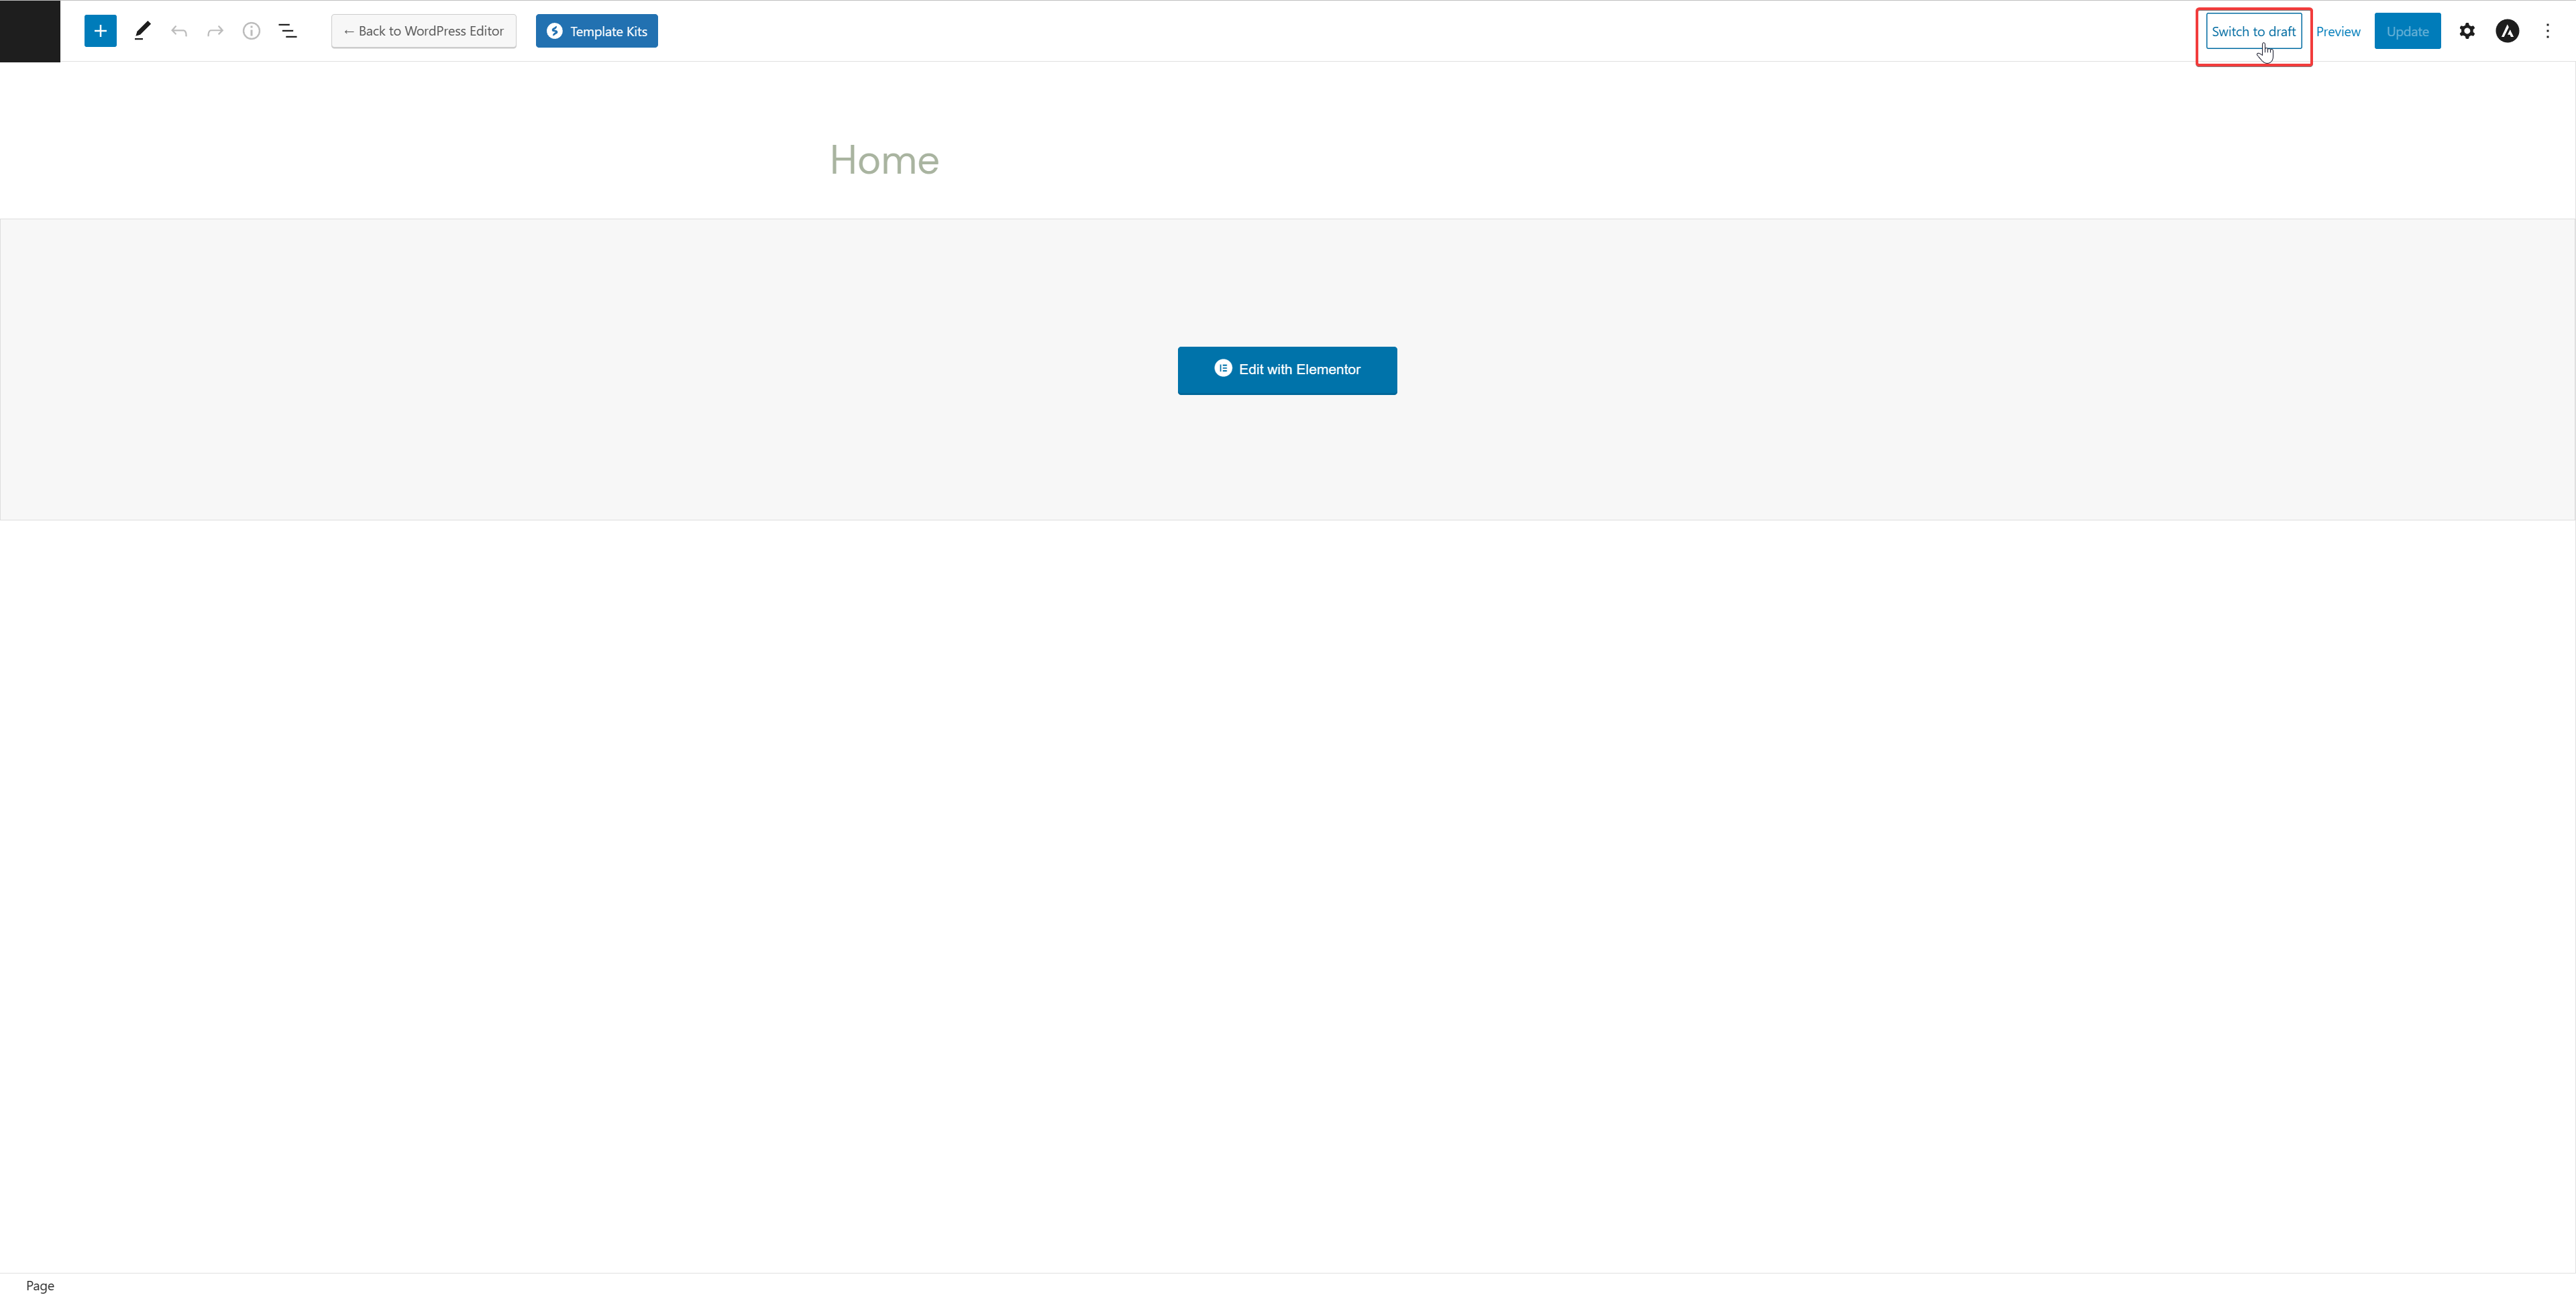 ← Back to WordPress Editor
Template Kits
Switch to draft
Preview
Update
Home
Edit with Elementor
Page